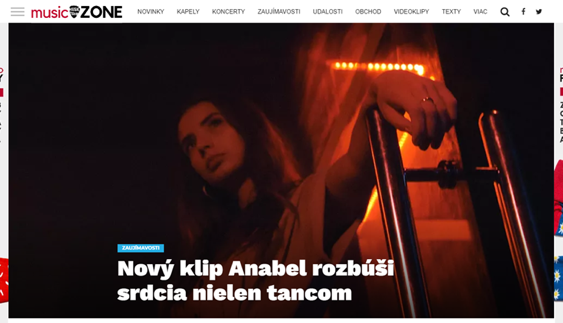 music ZONE
NOVINKY KAPELY KONCERTY ZAUJÍMAVOSTI UDALOSTI OBCHOD VIDEOKLIPY TEXTY VIAC
ZAUJÍMAVOSTI
Nový klip Anabel rozbúši
srdcia nielen tancom